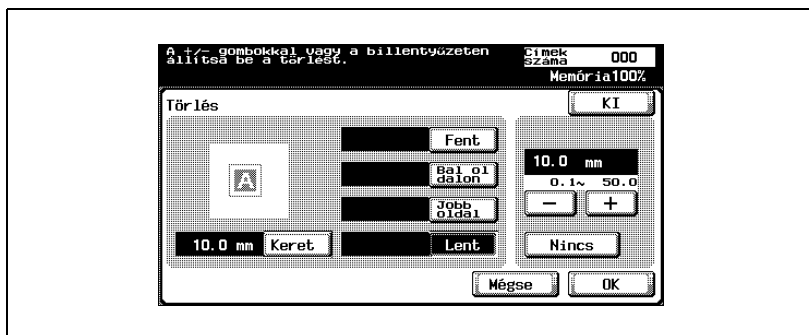 A +/- gombokkal vagy a billentyűzeten
állítsa be a törlést.
Címek
száma 000
Memória100%
Törlés
KI
Fent
Bal ol
dalon
Jobb
oldal
10.0 mm Keret
Lent
10.0 mm
0.1~ 50.0
− +
Nincs
Mégse
OK
A